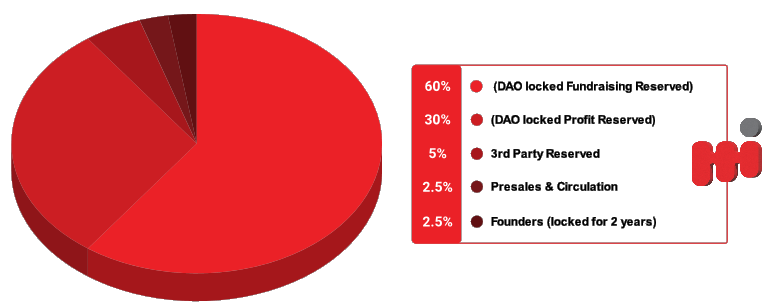 60% (DAO locked Fundraising Reserved)
30% (DAO locked Profit Reserved)
5% 3rd Party Reserved
2.5% Presales & Circulation
2.5% Founders (locked for 2 years)